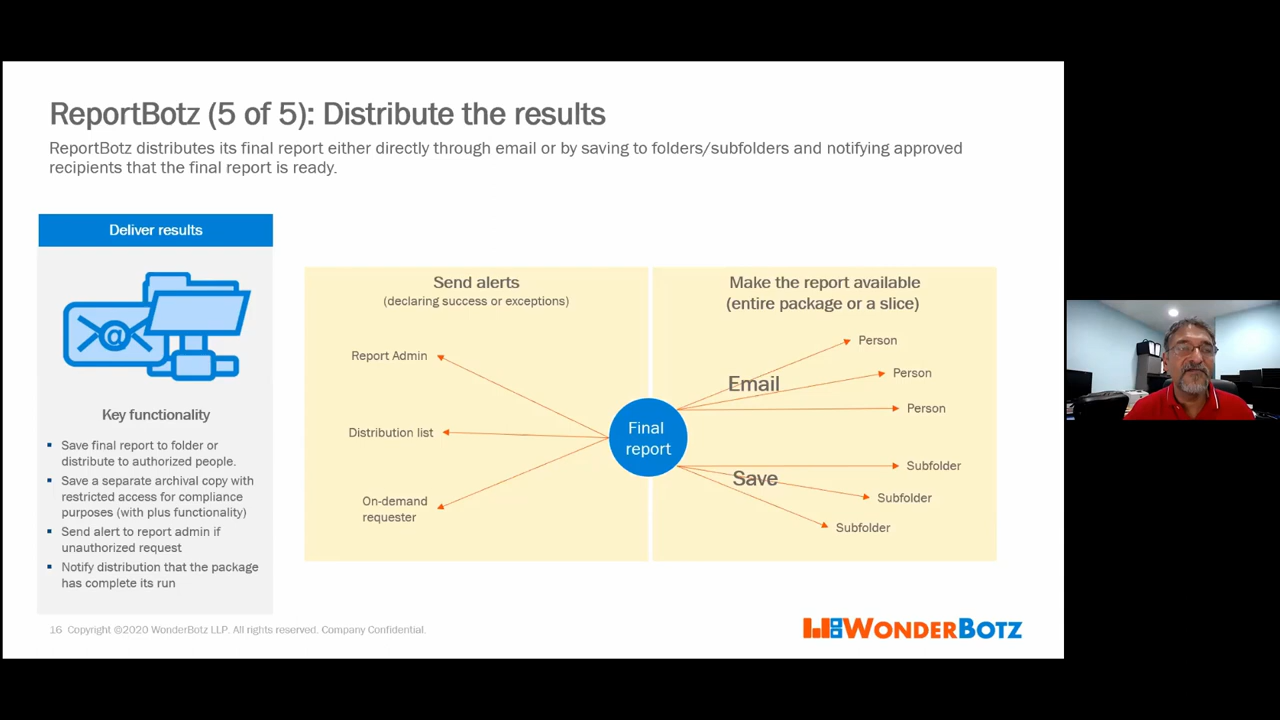 ReportBotz (5 of 5): Distribute the results
ReportBotz distributes its final report either directly through email or by saving to folders/subfolders and notifying approved
recipients that the final report is ready.
Deliver results
@
Key functionality
Save final report to folder or
distribute to authorized people.
Save a separate archival copy with
restricted access for compliance
purposes (with plus functionality)
Send alert to report admin if
unauthorized request
Notify distribution that the package
has complete its run
Send alerts
(declaring success or exceptions)
Report Admin
Distribution list
On-demand
requester
Final
report
Make the report available
(entire package or a slice)
Email
Person
Person
Person
Save
Subfolder
Subfolder
Subfolder
16 Copyright ©2020 WonderBotz LLP. All rights reserved. Company Confidential.
WONDERBOTZ